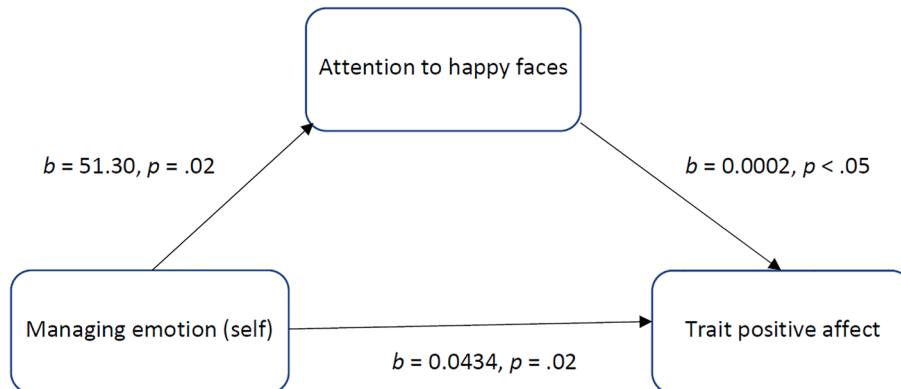 Attention to happy faces
b = 51.30, p = .02
b = 0.0002, p < .05
Managing emotion (self)
Trait positive affect
b = 0.0434, p = .02